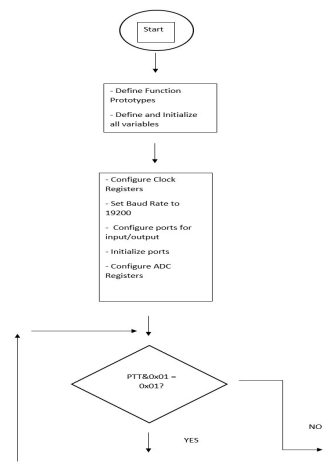 Start
- Define Function
Prototypes
- Define and Initialize
all variables
- Configure Clock
Registers
- Set Baud Rate to
19200
- Configure ports for
input/output
- Initialize ports
- Configure ADC
Registers
PTT&0x01 =
0x01?
NO
YES